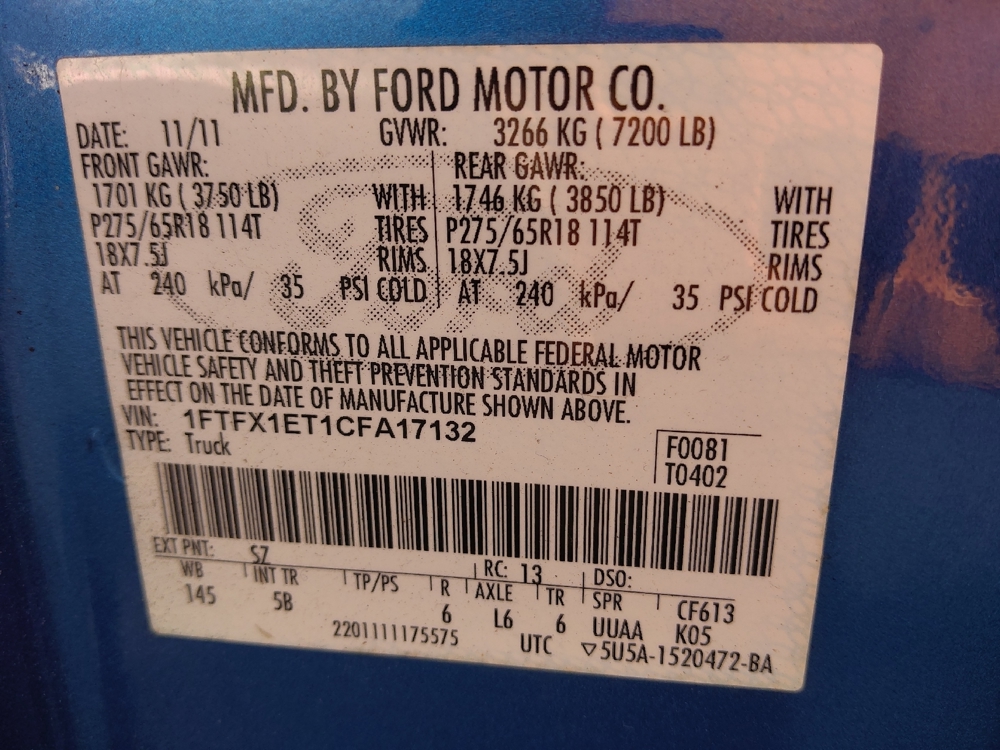 MFD. BY FORD MOTOR CO.
DATE: 11/11 GVWR: 3266 KG ( 7200 LB)
FRONT GAWR: REAR GAWR:
1701 KG ( 3750 LB) WITH 1746 KG ( 3850 LB) WITH
P275/65R18 114T TIRES P275/65R18 114T TIRES
18X7.5J RIMS 18X7.5J RIMS
AT 240 kPa/ 35 PSI COLD AT 240 kPa/ 35 PSI COLD
THIS VEHICLE CONFORMS TO ALL APPLICABLE FEDERAL MOTOR
VEHICLE SAFETY AND THEFT PREVENTION STANDARDS IN
EFFECT ON THE DATE OF MANUFACTURE SHOWN ABOVE.
VIN: 1FTFX1ET1CFA17132
TYPE: Truck
F0081
T0402
EXT PNT: SZ RC: 13 DSO:
WB INT TR TP/PS R AXLE TR SPR CF613
145 5B 6 L6 6 UUAA K05
2201111175575 UTC ▽5U5A-1520472-BA